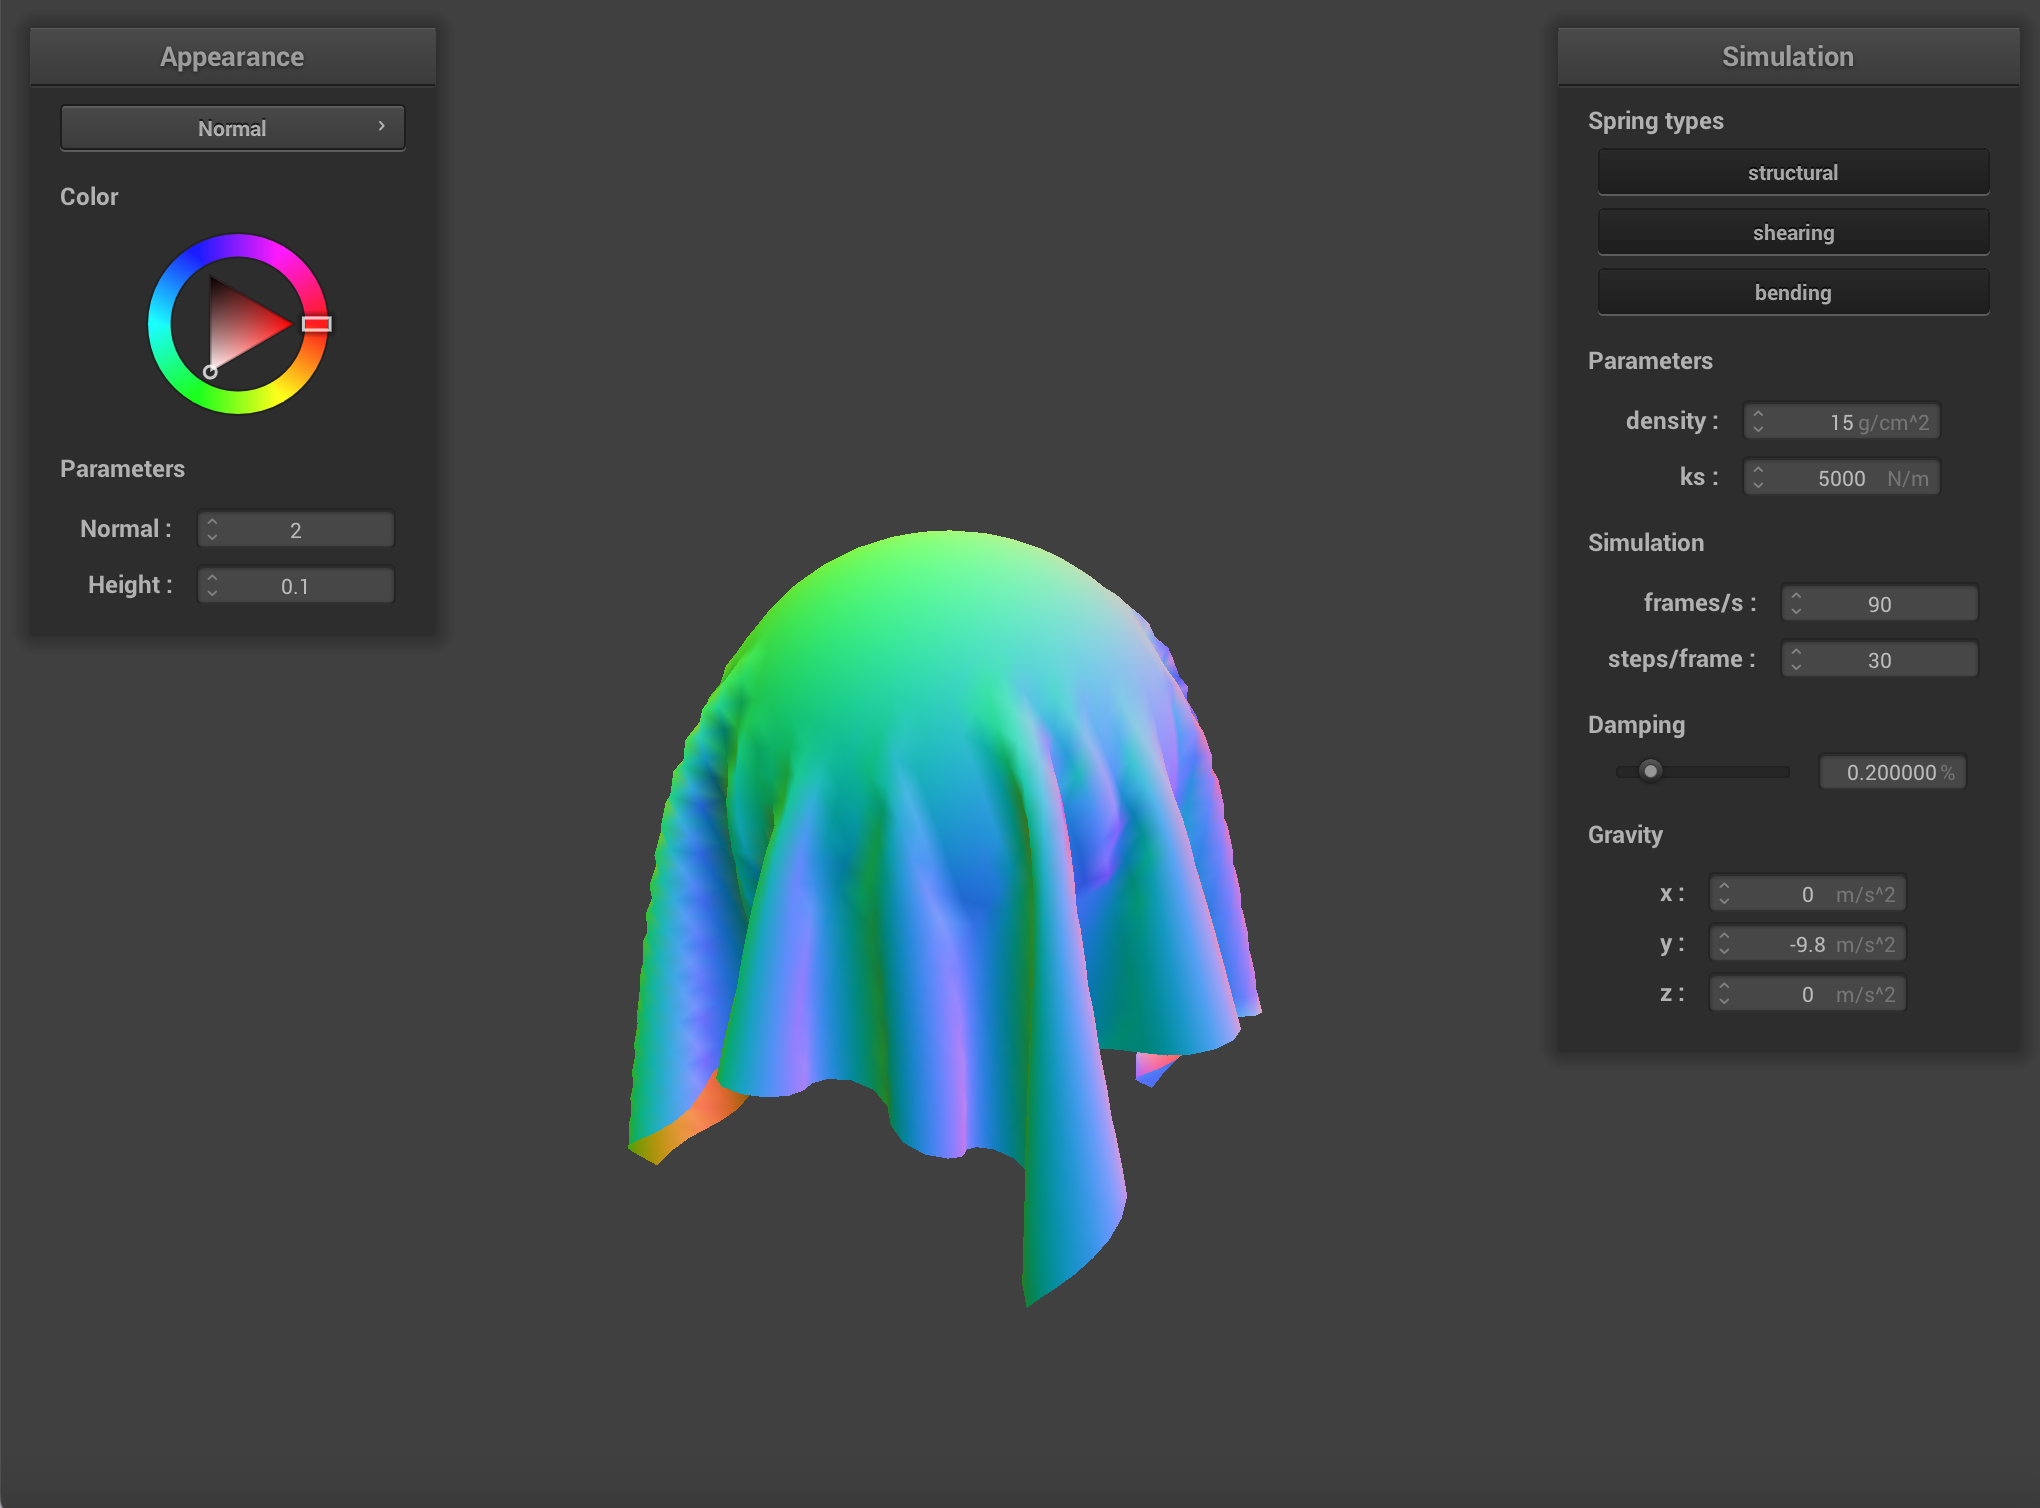 Appearance
Normal
Color
Parameters
Normal : 2
Height : 0.1
Simulation
Spring types
structural
shearing
bending
Parameters
density : 15 g/cm^2
ks : 5000 N/m
Simulation
frames/s : 90
steps/frame : 30
Damping
0.200000 %
Gravity
x : 0 m/s^2
y : -9.8 m/s^2
z : 0 m/s^2